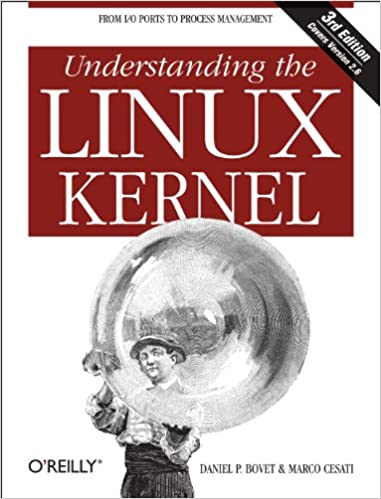 FROM I/O PORTS TO PROCESS MANAGEMENT
3rd Edition
Covers Version 2.6
Understanding the
LINUX
KERNEL
O'REILLY®
DANIEL P. BOVET & MARCO CESATI